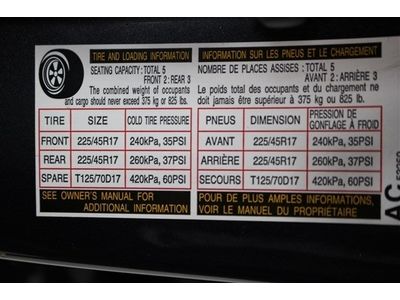 TIRE AND LOADING INFORMATION
SEATING CAPACITY:TOTAL 5
FRONT 2:REAR 3
The combined weight of occupants
and cargo should never exceed 375 kg or 825 lbs.
TIRE SIZE COLD TIRE PRESSURE
FRONT 225/45R17 240kPa, 35PSI
REAR 225/45R17 260kPa, 37PSI
SPARE T125/70D17 420kPa, 60PSI
SEE OWNER'S MANUAL FOR
ADDITIONAL INFORMATION
INFORMATION SUR LES PNEUS ET LE CHARGEMENT
NOMBRE DE PLACES ASSISES : TOTAL 5
AVANT 2: ARRIÈRE 3
Le poids total des occupants et du chargement ne
doit jamais être supérieur à 375 kg ou 825 lb.
PNEUS DIMENSION PRESSION DE
GONFLAGE À FROID
AVANT 225/45R17 240kPa, 35PSI
ARRIÈRE 225/45R17 260kPa, 37PSI
SECOURS T125/70D17 420kPa, 60PSI
POUR DE PLUS AMPLES INFORMATIONS,
VOIR LE MANUEL DU PROPRIÉTAIRE
AC